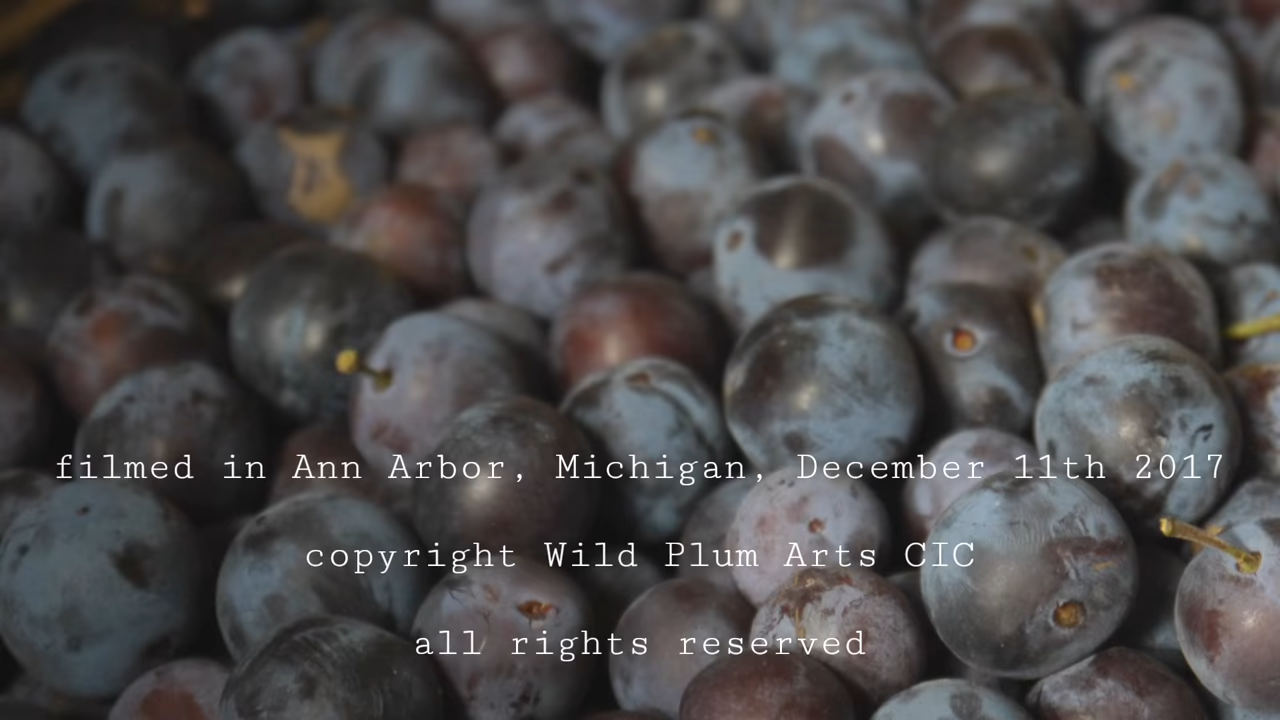 filmed in Ann Arbor, Michigan, December 11th 2017
copyright Wild Plum Arts CIC
all rights reserved